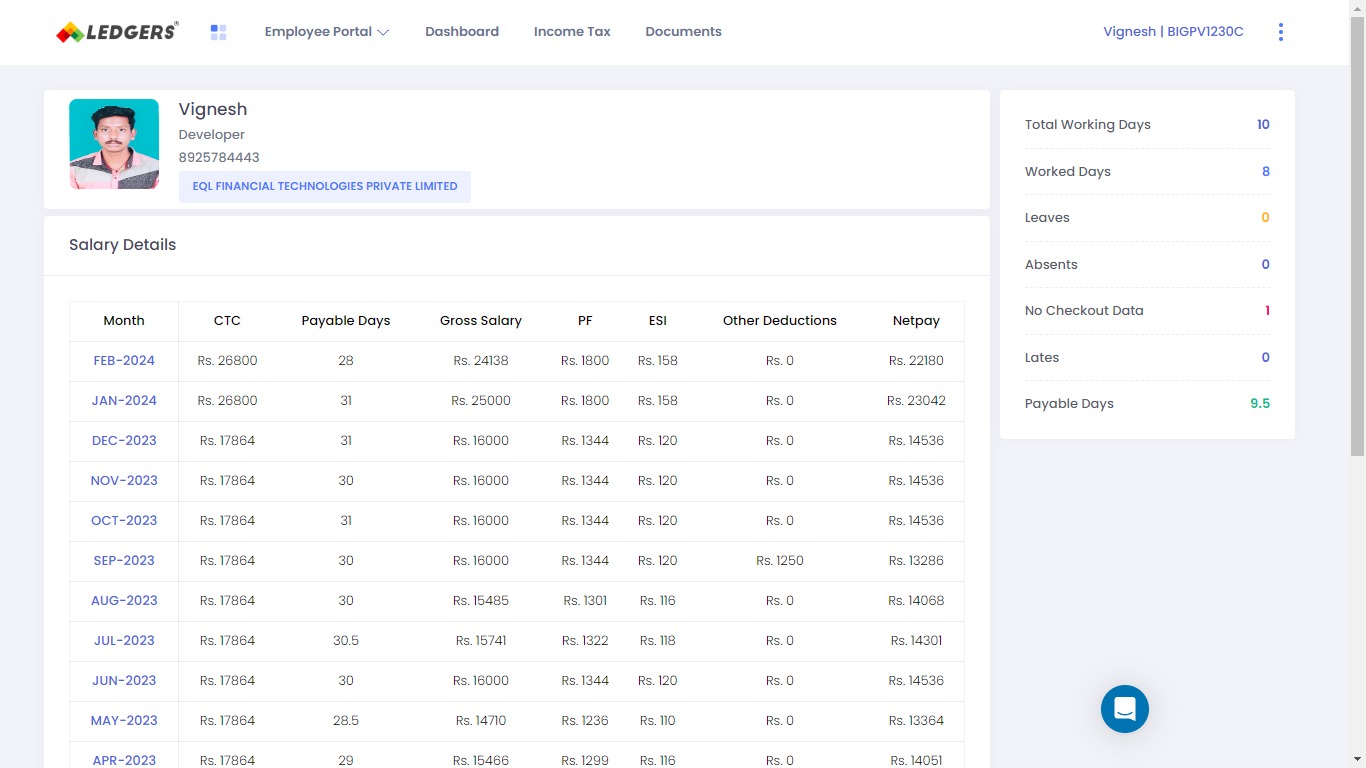 LEDGERS®
Employee Portal Dashboard Income Tax Documents Vignesh | BIGPV1230C
Vignesh
Developer
8925784443
EQL FINANCIAL TECHNOLOGIES PRIVATE LIMITED
Salary Details
Month CTC Payable Days Gross Salary PF ESI Other Deductions Netpay
FEB-2024 Rs. 26800 28 Rs. 24138 Rs. 1800 Rs. 158 Rs. 0 Rs. 22180
JAN-2024 Rs. 26800 31 Rs. 25000 Rs. 1800 Rs. 158 Rs. 0 Rs. 23042
DEC-2023 Rs. 17864 31 Rs. 16000 Rs. 1344 Rs. 120 Rs. 0 Rs. 14536
NOV-2023 Rs. 17864 30 Rs. 16000 Rs. 1344 Rs. 120 Rs. 0 Rs. 14536
OCT-2023 Rs. 17864 31 Rs. 16000 Rs. 1344 Rs. 120 Rs. 0 Rs. 14536
SEP-2023 Rs. 17864 30 Rs. 16000 Rs. 1344 Rs. 120 Rs. 1250 Rs. 13286
AUG-2023 Rs. 17864 30 Rs. 15485 Rs. 1301 Rs. 116 Rs. 0 Rs. 14068
JUL-2023 Rs. 17864 30.5 Rs. 15741 Rs. 1322 Rs. 118 Rs. 0 Rs. 14301
JUN-2023 Rs. 17864 30 Rs. 16000 Rs. 1344 Rs. 120 Rs. 0 Rs. 14536
MAY-2023 Rs. 17864 28.5 Rs. 14710 Rs. 1236 Rs. 110 Rs. 0 Rs. 13364
APR-2023 Rs. 17864 29 Rs. 15466 Rs. 1299 Rs. 116 Rs. 0 Rs. 14051
Total Working Days 10
Worked Days 8
Leaves 0
Absents 0
No Checkout Data 1
Lates 0
Payable Days 9.5